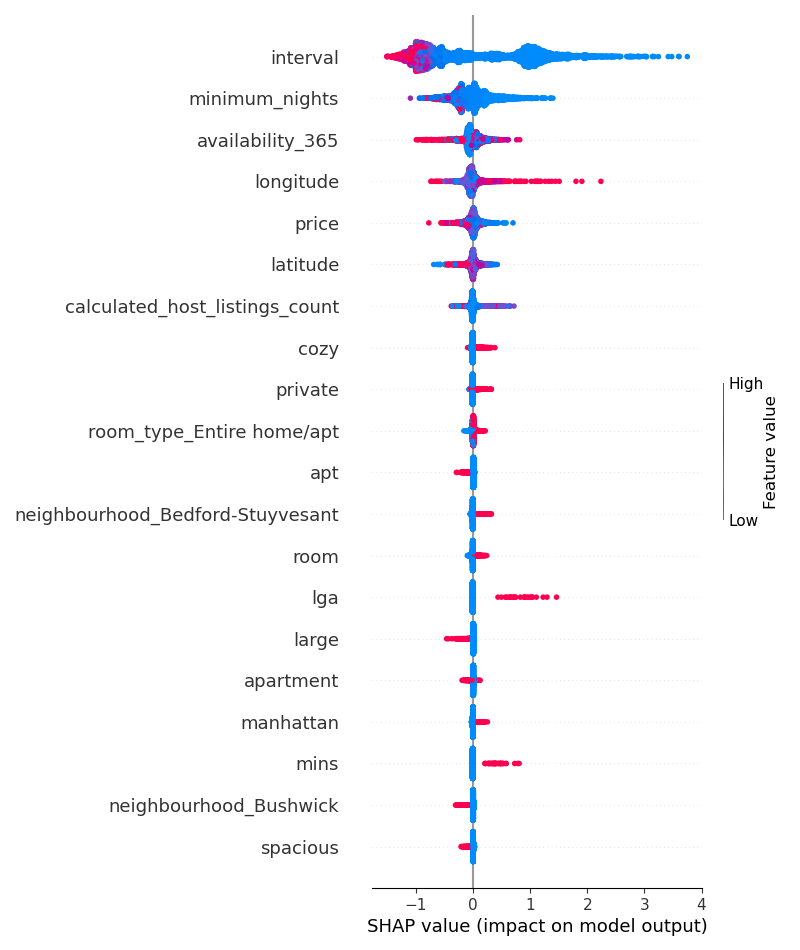 interval
minimum_nights
availability_365
longitude
price
latitude
calculated_host_listings_count
cozy
private
room_type_Entire home/apt
apt
neighbourhood_Bedford-Stuyvesant
room
lga
large
apartment
manhattan
mins
neighbourhood_Bushwick
spacious
−1 0 1 2 3 4
SHAP value (impact on model output)
High
Feature value
Low